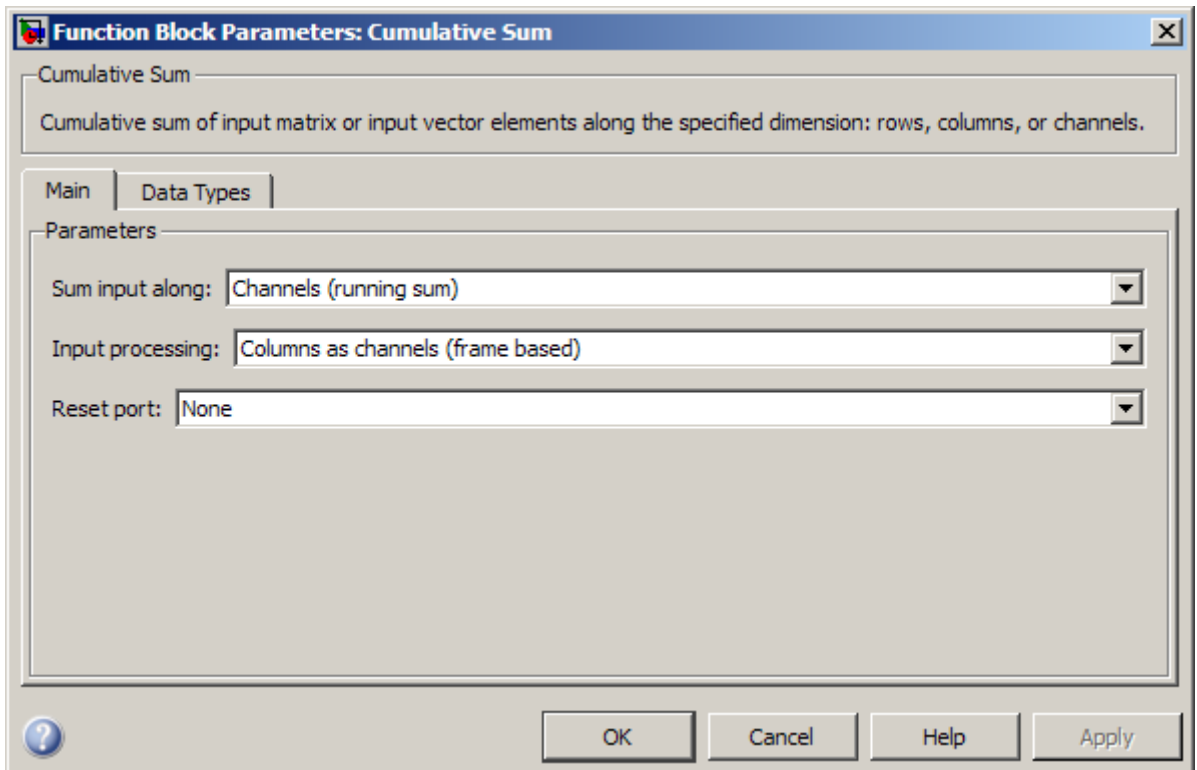 Function Block Parameters: Cumulative Sum
Cumulative Sum
Cumulative sum of input matrix or input vector elements along the specified dimension: rows, columns, or channels.
Main Data Types
Parameters
Sum input along: Channels (running sum)
Input processing: Columns as channels (frame based)
Reset port: None
? OK Cancel Help Apply